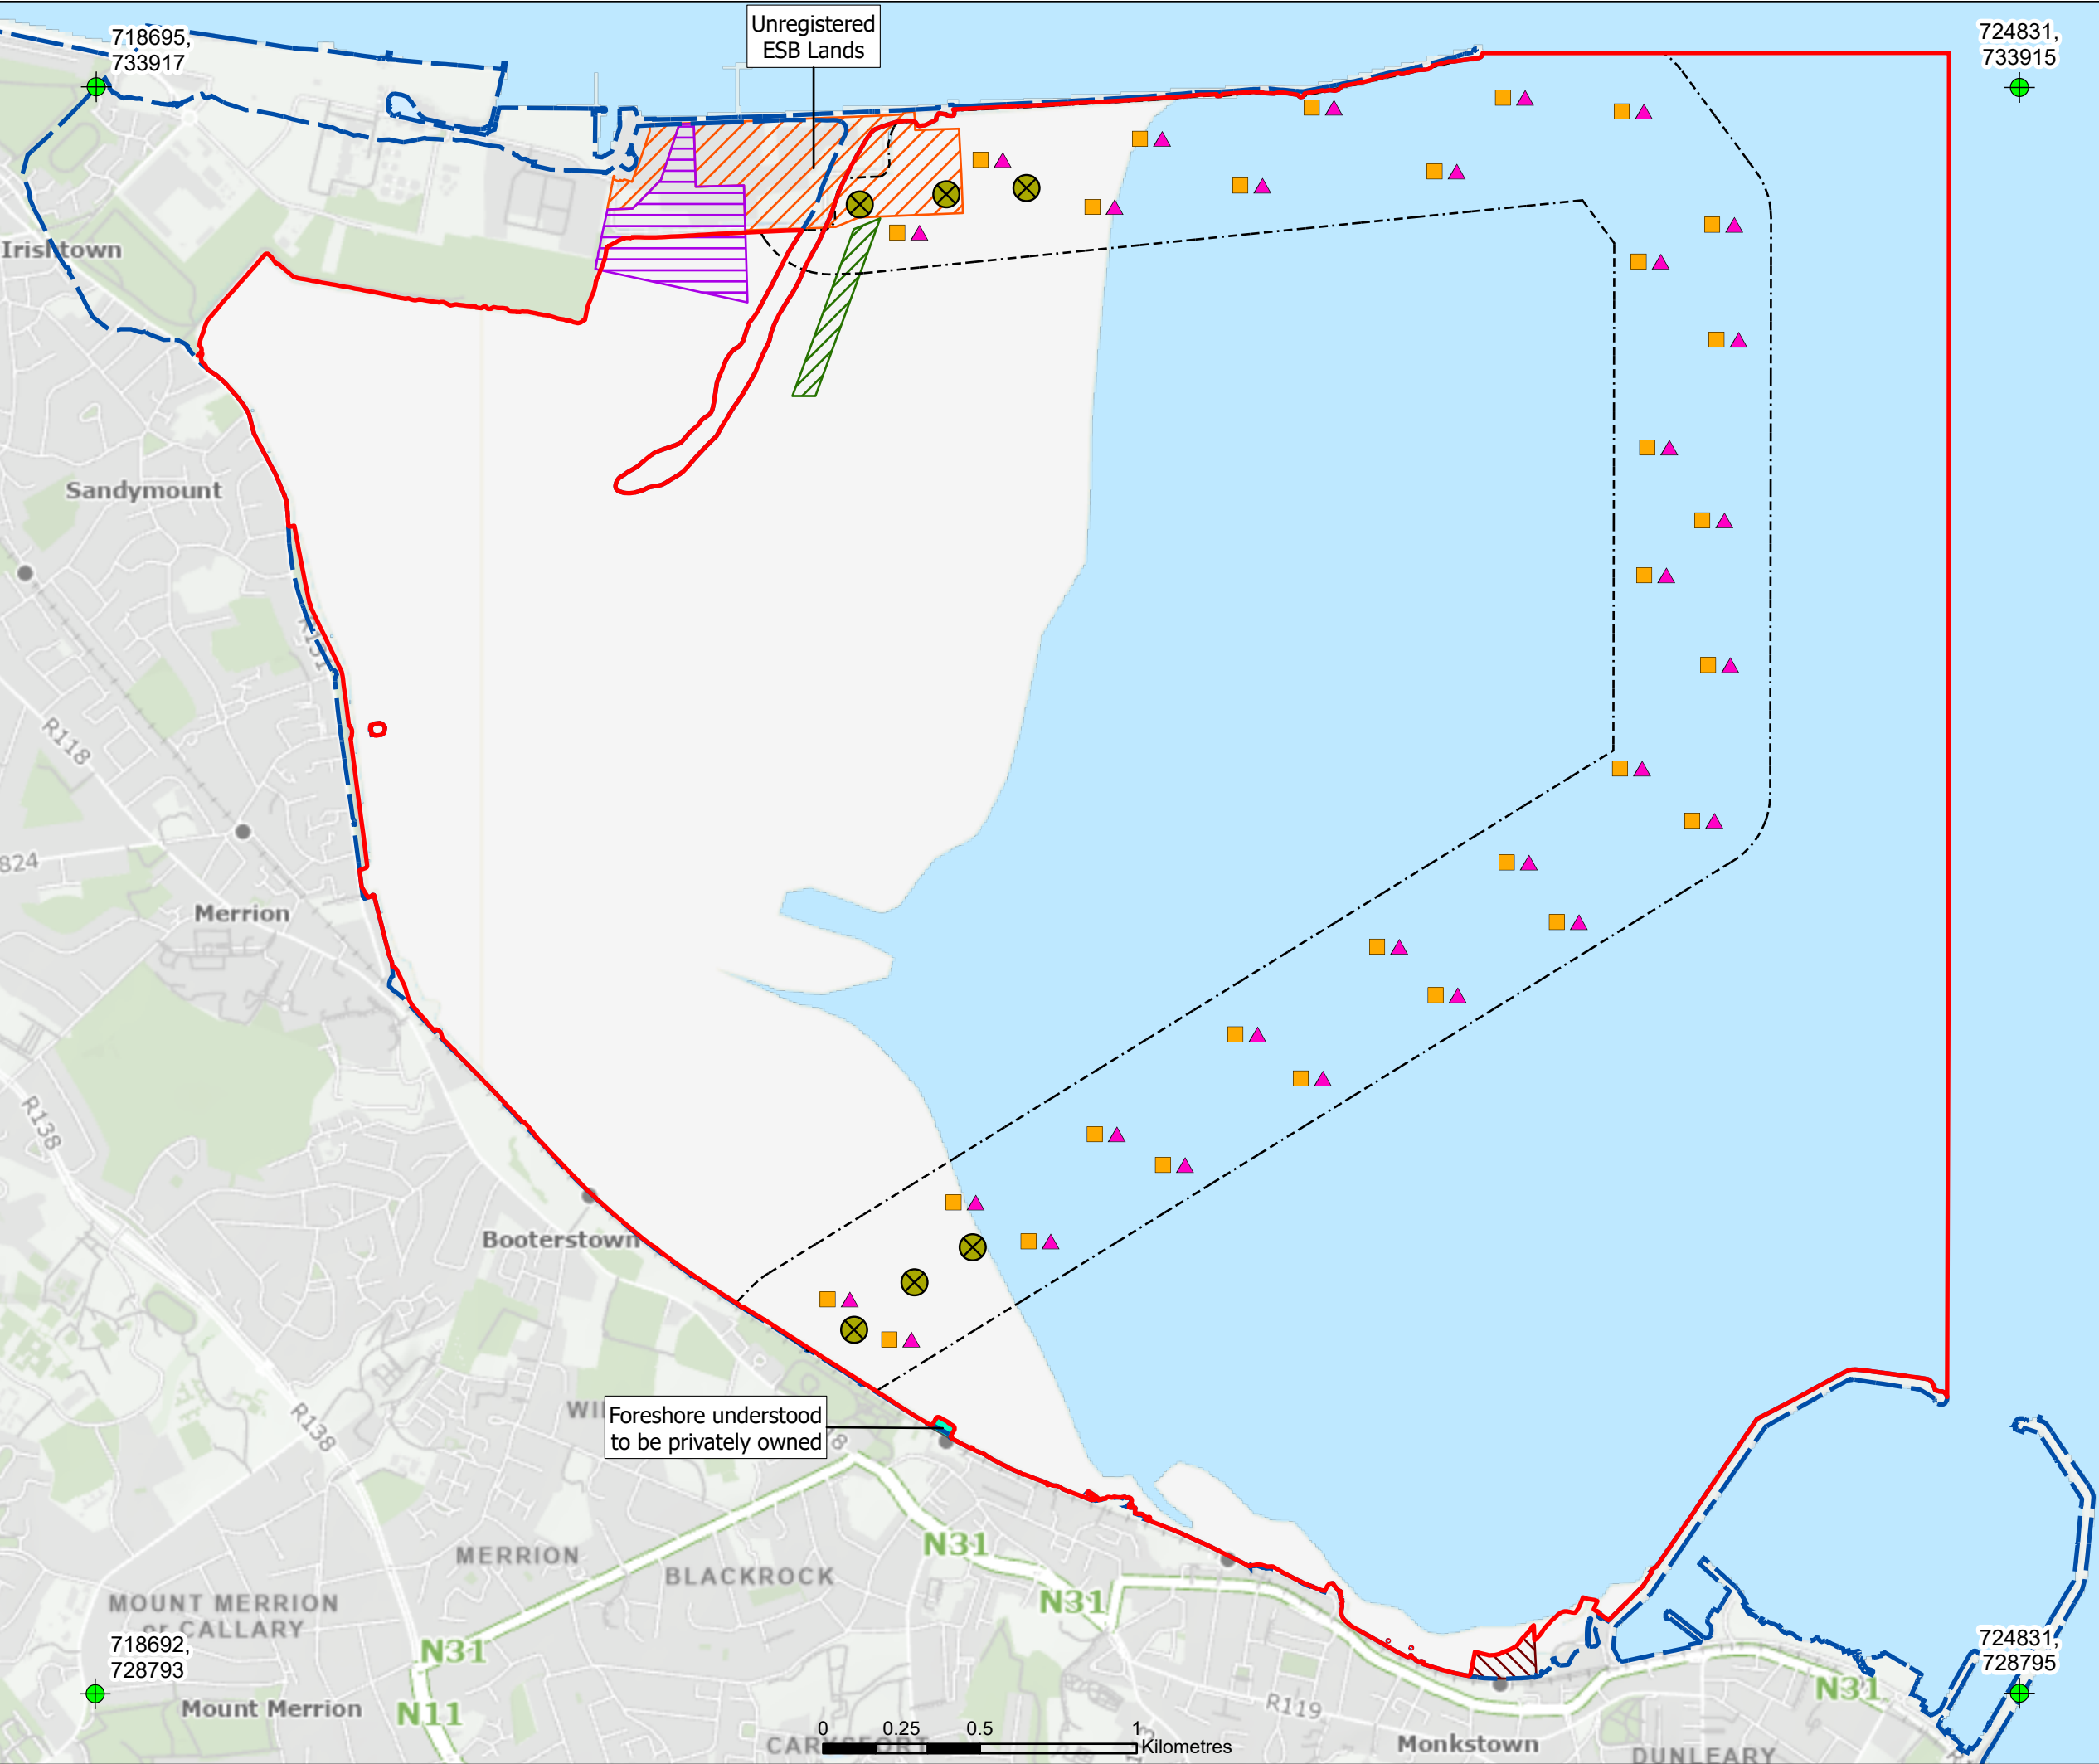 718695,
733917
Unregistered
ESB Lands
724831,
733915
Irishtown
Sandymount
R131
R118
824
Merrion
R138
Booterstown
R138
Foreshore understood
to be privately owned
N31
MERRION
BLACKROCK
N31
MOUNT MERRION
or CALLARY
N31
718692,
728793
Mount Merrion
N11
R119
N31
724831,
728795
0 0.25 0.5 1
Kilometres
CARYSFORT
Monkstown
DUNLEARY